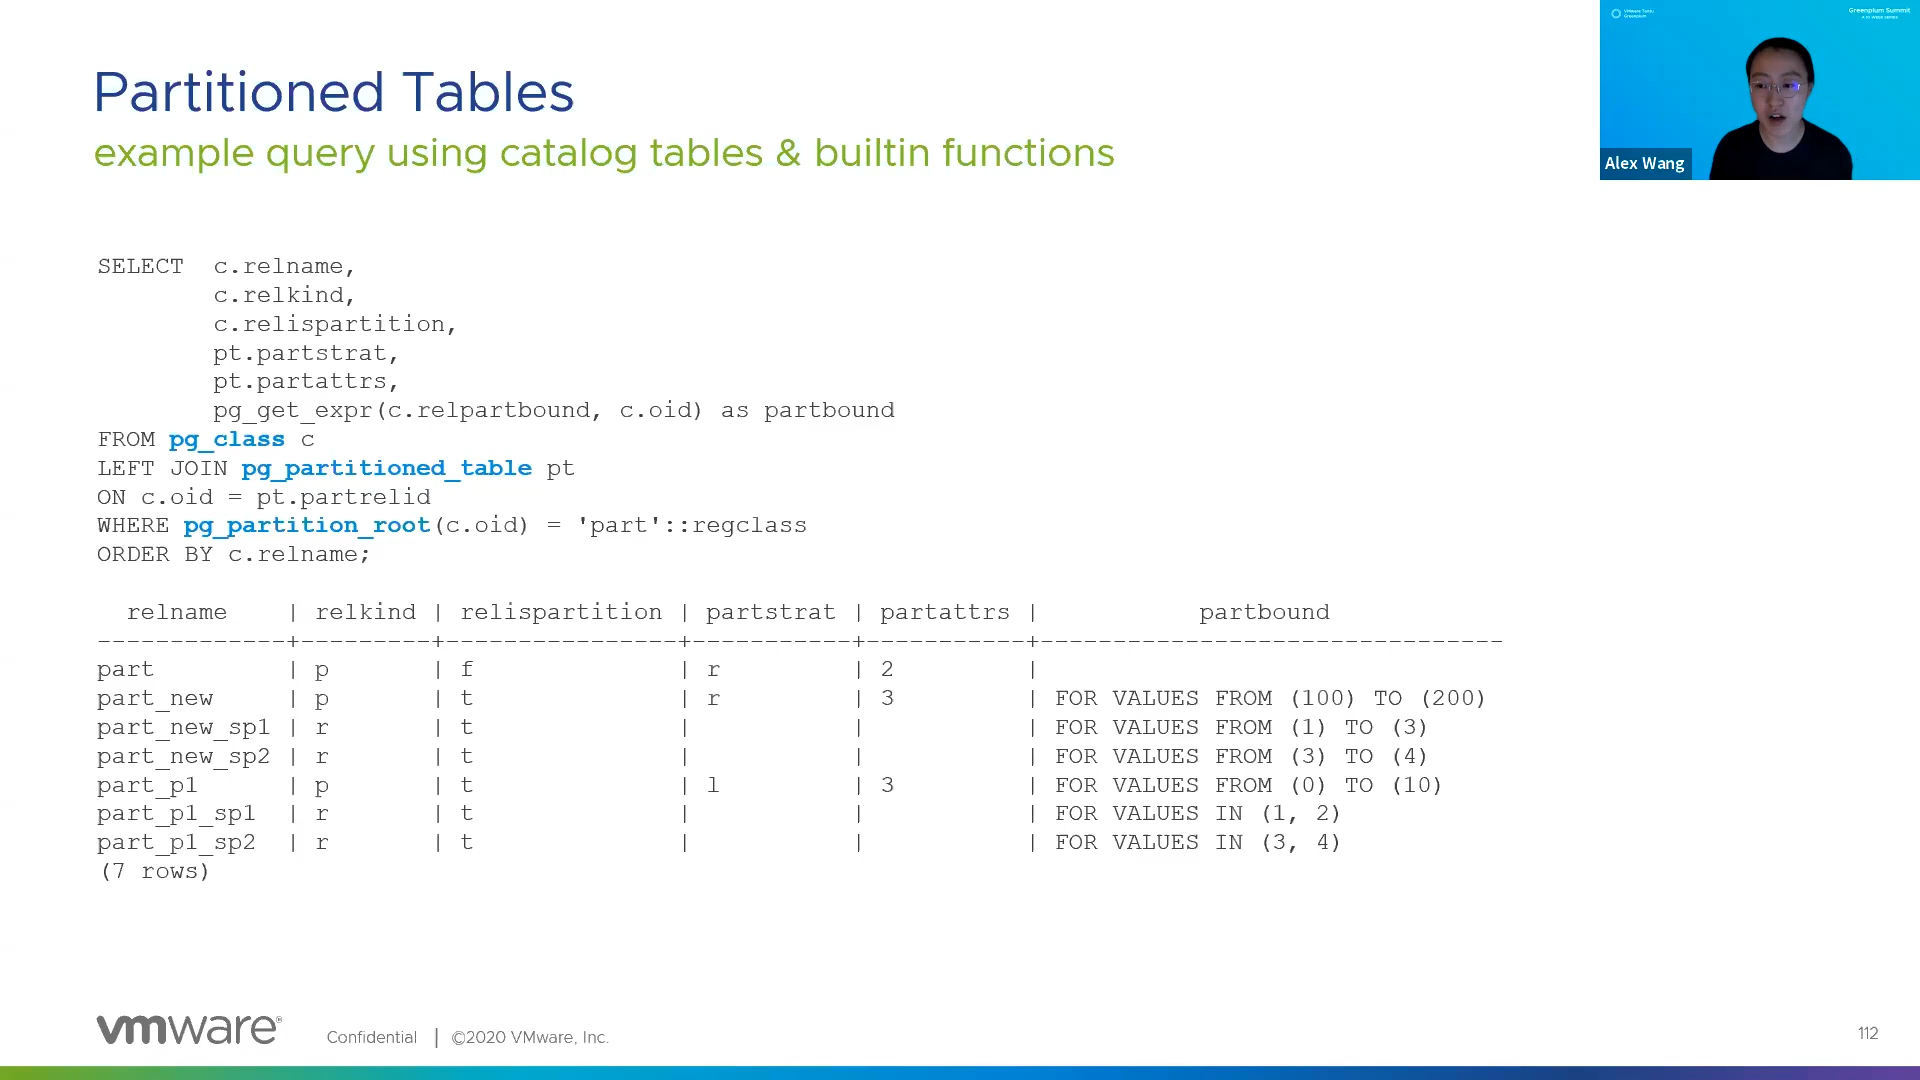 VMware Tanzu
Greenplum
Greenplum Summit
Partitioned Tables
example query using catalog tables & builtin functions
Alex Wang
SELECT  c.relname,
        c.relkind,
        c.relispartition,
        pt.partstrat,
        pt.partattrs,
        pg_get_expr(c.relpartbound, c.oid) as partbound
FROM pg_class c
LEFT JOIN pg_partitioned_table pt
ON c.oid = pt.partrelid
WHERE pg_partition_root(c.oid) = 'part'::regclass
ORDER BY c.relname;
  relname    | relkind | relispartition | partstrat | partattrs |           partbound
-------------+---------+----------------+-----------+-----------+--------------------------------
part         | p       | f              | r         | 2         |
part_new     | p       | t              | r         | 3         | FOR VALUES FROM (100) TO (200)
part_new_sp1 | r       | t              |           |           | FOR VALUES FROM (1) TO (3)
part_new_sp2 | r       | t              |           |           | FOR VALUES FROM (3) TO (4)
part_p1      | p       | t              | l         | 3         | FOR VALUES FROM (0) TO (10)
part_p1_sp1  | r       | t              |           |           | FOR VALUES IN (1, 2)
part_p1_sp2  | r       | t              |           |           | FOR VALUES IN (3, 4)
(7 rows)
vmware®
Confidential | ©2020 VMware, Inc.
112